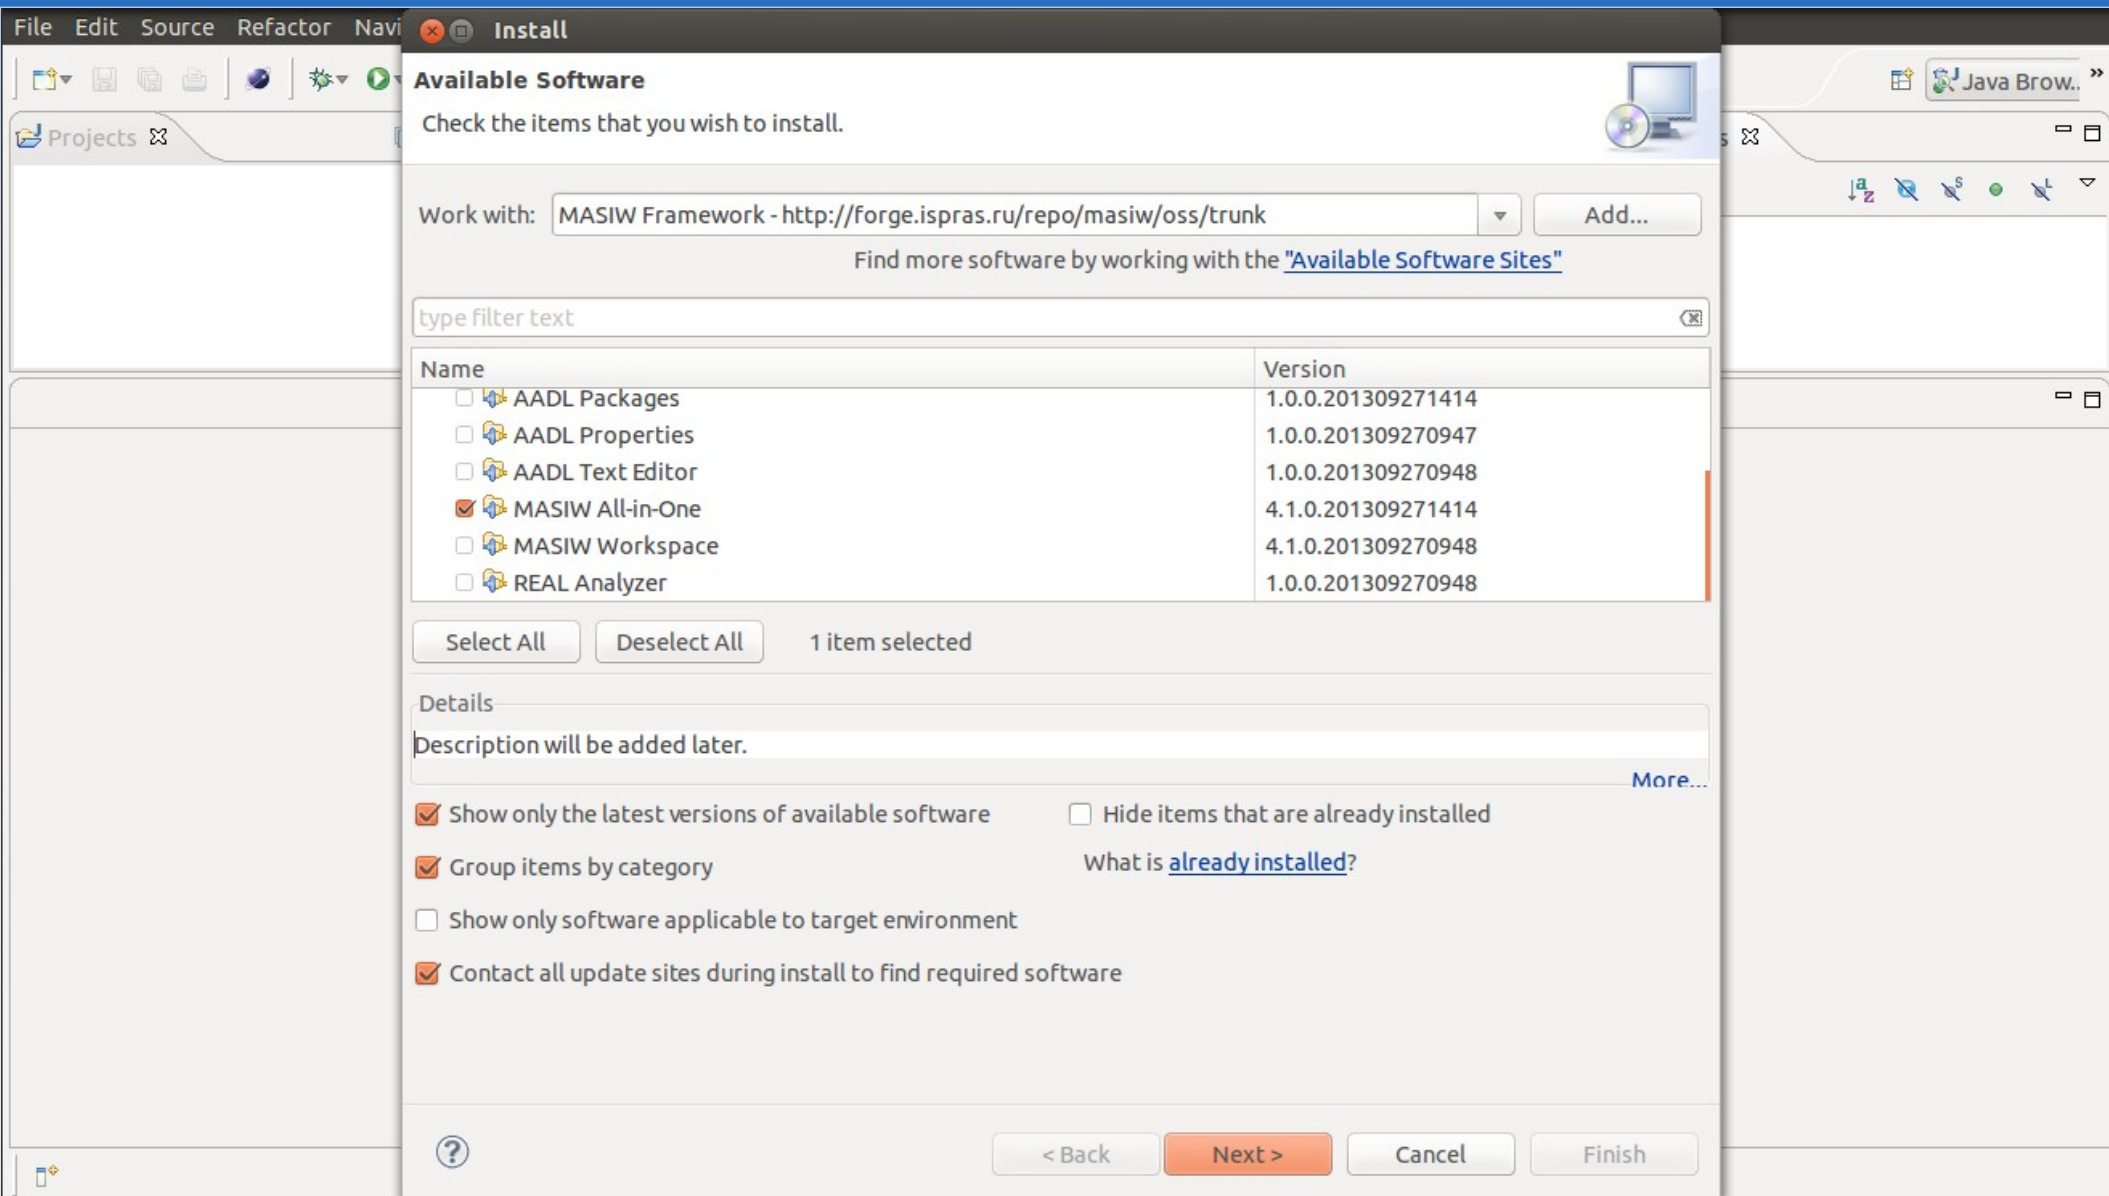 File Edit Source Refactor Navi
Install
Available Software
Check the items that you wish to install.
Java Brow..
Projects
s
Work with: MASIW Framework - http://forge.ispras.ru/repo/masiw/oss/trunk Add...
Find more software by working with the "Available Software Sites"
type filter text
Name Version
AADL Packages 1.0.0.201309271414
AADL Properties 1.0.0.201309270947
AADL Text Editor 1.0.0.201309270948
MASIW All-in-One 4.1.0.201309271414
MASIW Workspace 4.1.0.201309270948
REAL Analyzer 1.0.0.201309270948
Select All Deselect All 1 item selected
Details
Description will be added later.
More...
Show only the latest versions of available software Hide items that are already installed
Group items by category What is already installed?
Show only software applicable to target environment
Contact all update sites during install to find required software
< Back Next > Cancel Finish